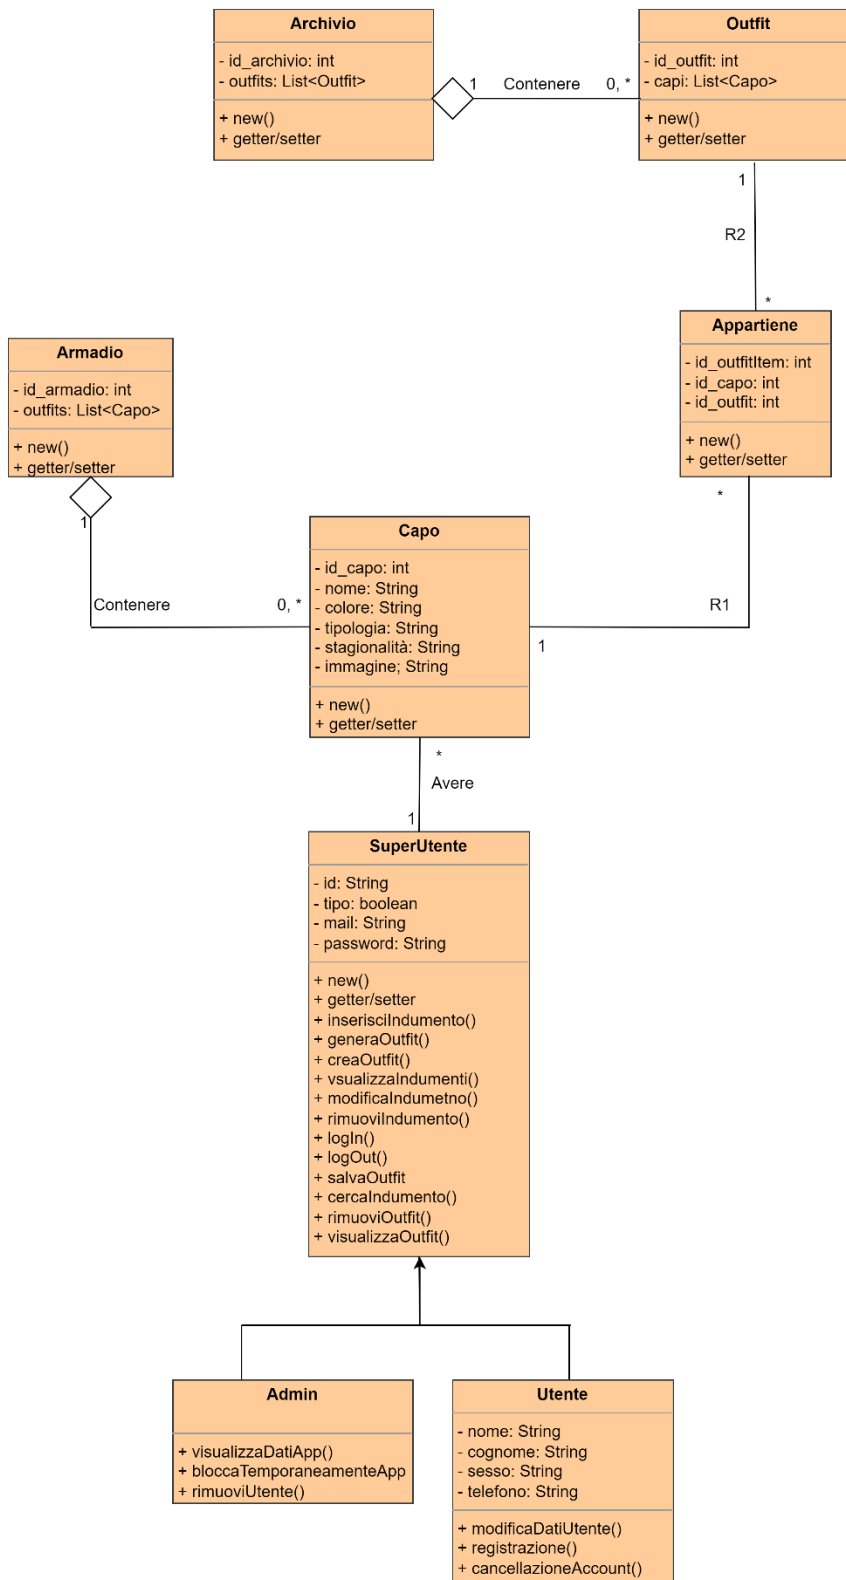 Archivio
- id_archivio: int
- outfits: List<Outfit>
+ new()
+ getter/setter
1
Contenere
0, *
Outfit
- id_outfit: int
- capi: List<Capo>
+ new()
+ getter/setter
1
R2
*
Appartiene
- id_outfitItem: int
- id_capo: int
- id_outfit: int
+ new()
+ getter/setter
*
R1
1
Armadio
- id_armadio: int
- outfits: List<Capo>
+ new()
+ getter/setter
1
Contenere
0, *
Capo
- id_capo: int
- nome: String
- colore: String
- tipologia: String
- stagionalità: String
- immagine; String
+ new()
+ getter/setter
*
Avere
1
SuperUtente
- id: String
- tipo: boolean
- mail: String
- password: String
+ new()
+ getter/setter
+ inserisciIndumento()
+ generaOutfit()
+ creaOutfit()
+ vsualizzaIndumenti()
+ modificaIndumetno()
+ rimuoviIndumento()
+ logIn()
+ logOut()
+ salvaOutfit
+ cercaIndumento()
+ rimuoviOutfit()
+ visualizzaOutfit()
Admin
+ visualizzaDatiApp()
+ bloccaTemporaneamenteApp
+ rimuoviUtente()
Utente
- nome: String
- cognome: String
- sesso: String
- telefono: String
+ modificaDatiUtente()
+ registrazione()
+ cancellazioneAccount()